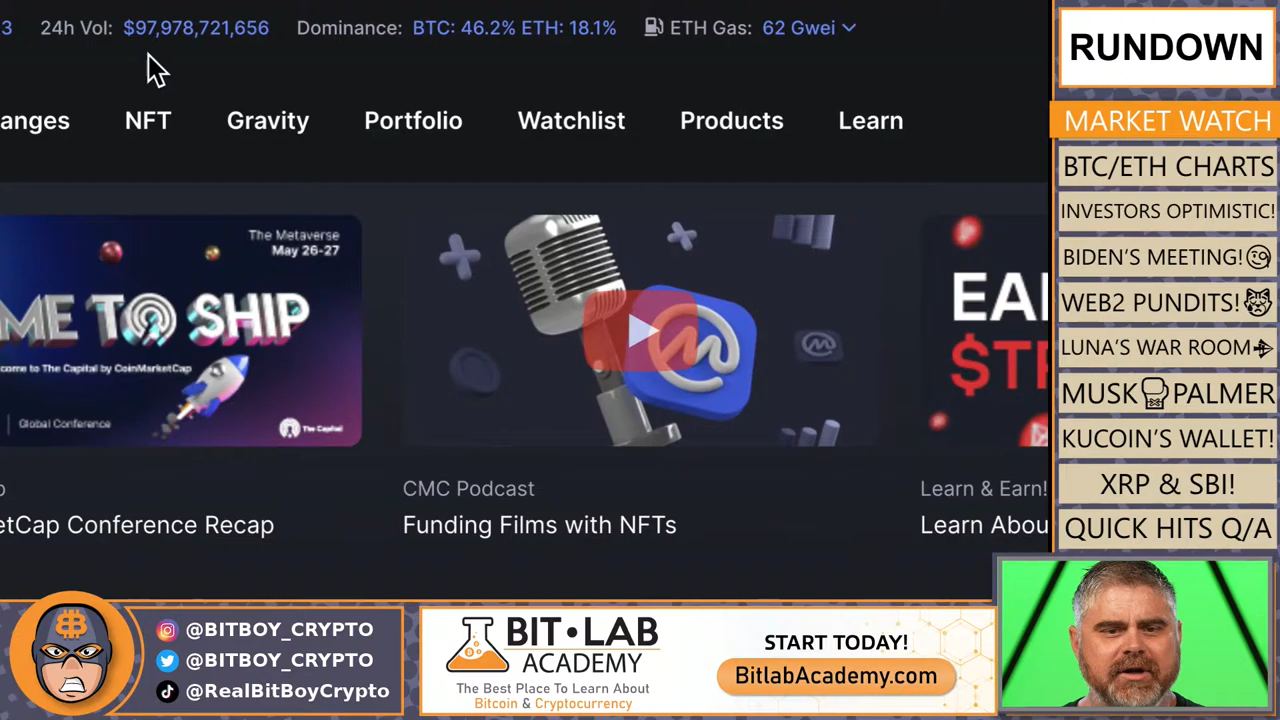 3 24h Vol: $97,978,721,656 Dominance: BTC: 46.2% ETH: 18.1% ETH Gas: 62 Gwei
anges NFT Gravity Portfolio Watchlist Products Learn
The Metaverse
May 26-27
ME TO SHIP
come to The Capital by CoinMarketCap
Global Conference
The Capital
EA
$T
CMC Podcast
Learn & Earn!
etCap Conference Recap
Funding Films with NFTs
Learn Abou
RUNDOWN
MARKET WATCH
BTC/ETH CHARTS
INVESTORS OPTIMISTIC!
BIDEN'S MEETING!
WEB2 PUNDITS!
LUNA'S WAR ROOM
MUSK PALMER
KUCOIN'S WALLET!
XRP & SBI!
QUICK HITS Q/A
@BITBOY_CRYPTO
@BITBOY_CRYPTO
@RealBitBoyCrypto
BIT•LAB
ACADEMY
The Best Place To Learn About
Bitcoin & Cryptocurrency
START TODAY!
BitlabAcademy.com